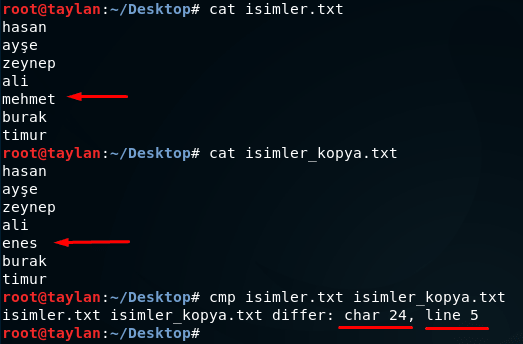 root@taylan:~/Desktop# cat isimler.txt
hasan
ayşe
zeynep
ali
mehmet
burak
timur
root@taylan:~/Desktop# cat isimler_kopya.txt
hasan
ayşe
zeynep
ali
enes
burak
timur
root@taylan:~/Desktop# cmp isimler.txt isimler_kopya.txt
isimler.txt isimler_kopya.txt differ: char 24, line 5
root@taylan:~/Desktop#